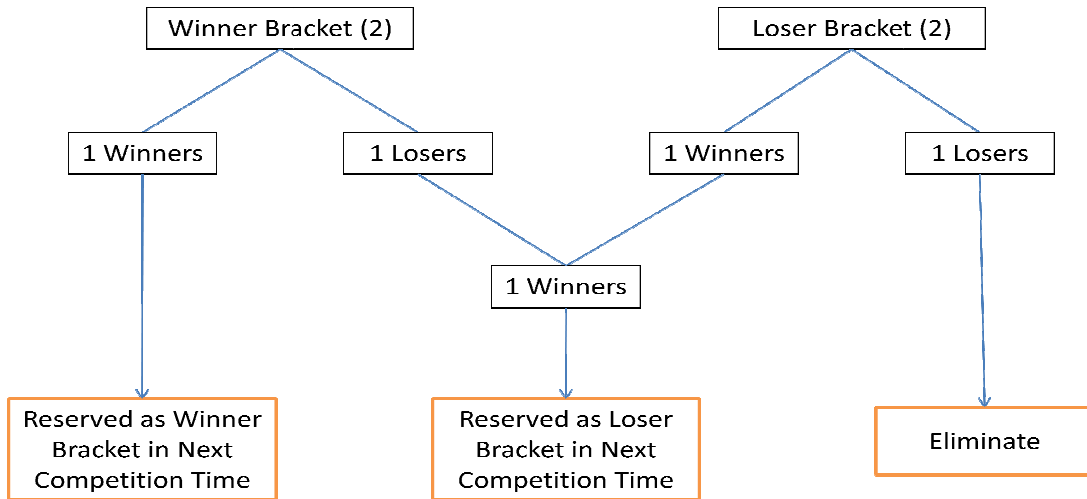 Winner Bracket (2)
Loser Bracket (2)
1 Winners
1 Losers
1 Winners
1 Losers
1 Winners
Reserved as Winner
Bracket in Next
Competition Time
Reserved as Loser
Bracket in Next
Competition Time
Eliminate